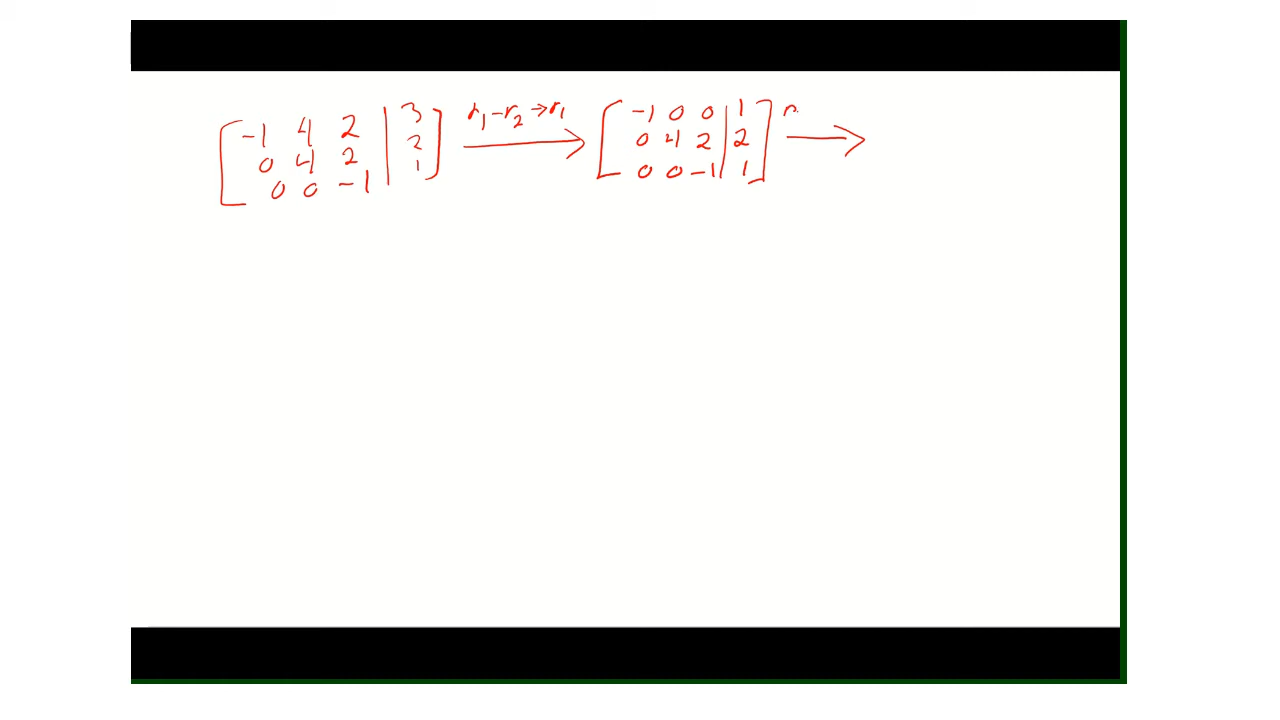 [ -1 4 2 | 3 ] r₁ - r₂ → r₁ [ -1 0 0 | 1 ] r
[ 0 4 2 | 2 ] ⟶ [ 0 4 2 | 2 ] ⟶
[ 0 0 -1 | 1 ] [ 0 0 -1 | 1 ]